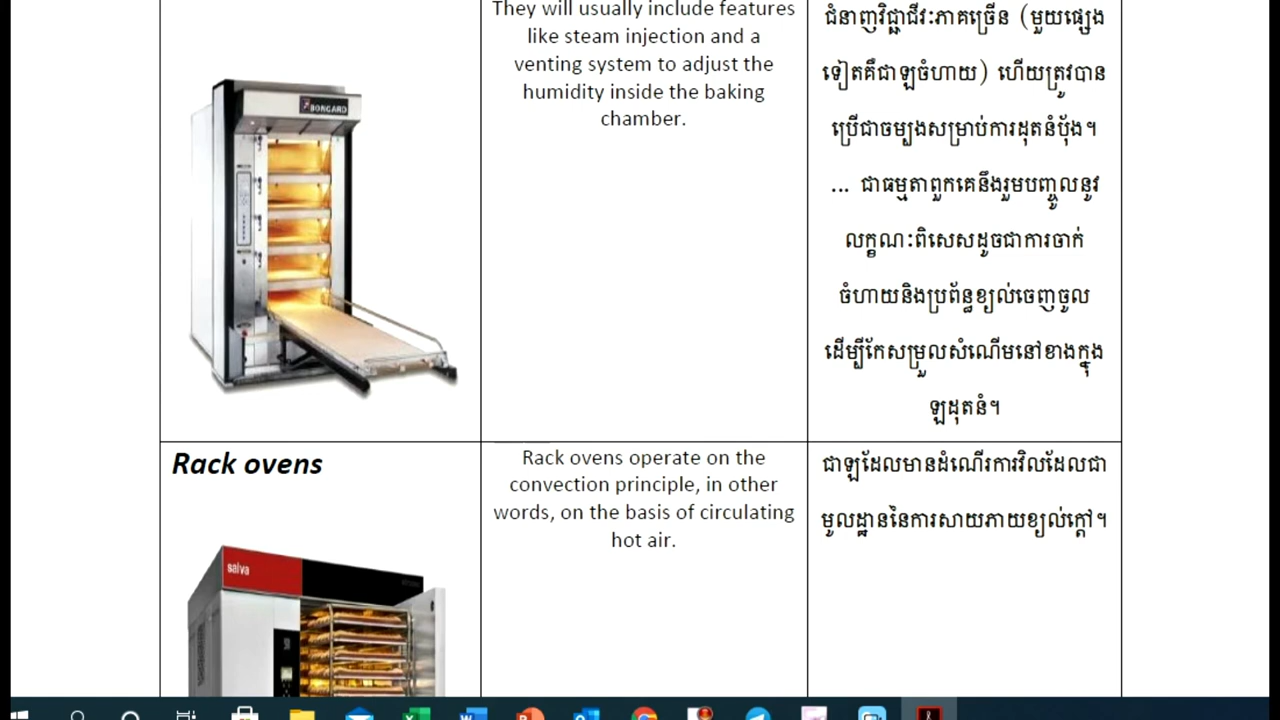 They will usually include features
like steam injection and a
venting system to adjust the
humidity inside the baking
chamber.
ជំនាញវិជ្ជាជីវៈភាគច្រើន (មួយផ្សេង
ទៀតគឺជាឡចំហាយ) ហើយត្រូវបាន
ប្រើជាចម្បងសម្រាប់ការដុតនំប៉័ង។
... ជាធម្មតាពួកគេនឹងរួមបញ្ចូលនូវ
លក្ខណៈពិសេសដូចជាការចាក់
ចំហាយនិងប្រព័ន្ធខ្យល់ចេញចូល
ដើម្បីកែសម្រួលសំណើមនៅខាងក្នុង
ឡដុតនំ។
BONGARD
Rack ovens
Rack ovens operate on the
convection principle, in other
words, on the basis of circulating
hot air.
ជាឡដែលមានដំណើរការវិលដែលជា
មូលដ្ឋាននៃការសាយភាយខ្យល់ក្ដៅ។
salva